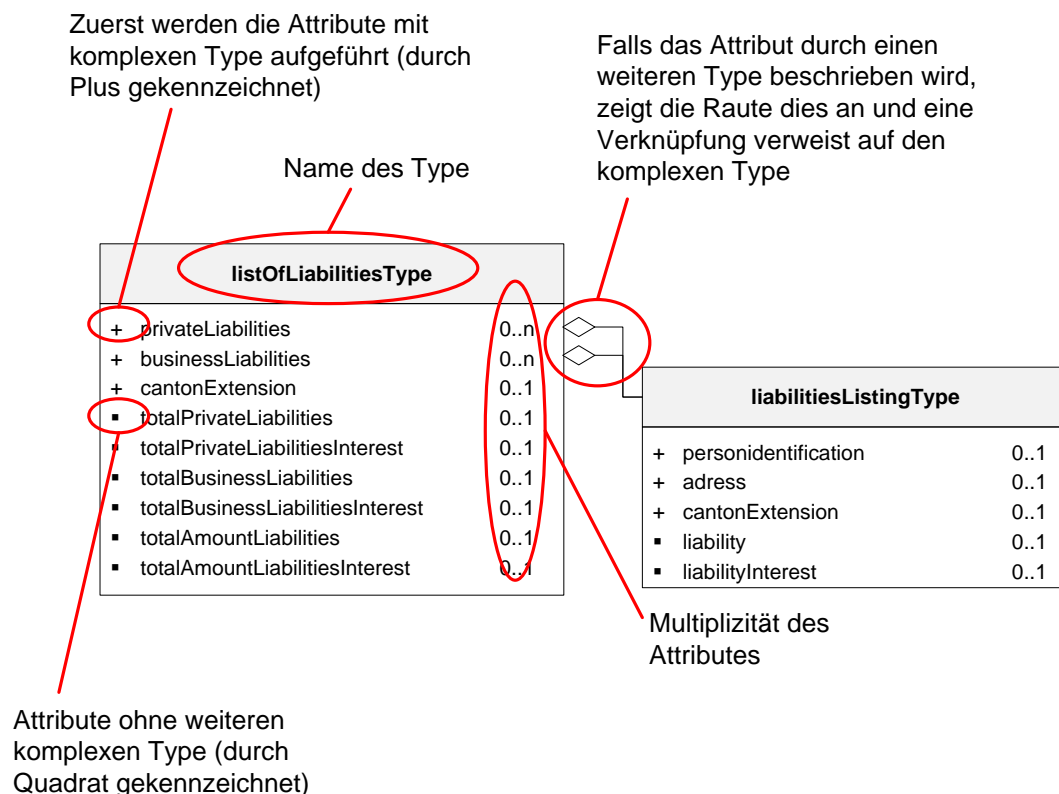 Zuerst werden die Attribute mit
komplexen Type aufgeführt (durch
Plus gekennzeichnet)
Falls das Attribut durch einen
weiteren Type beschrieben wird,
zeigt die Raute dies an und eine
Verknüpfung verweist auf den
komplexen Type
Name des Type
listOfLiabilitiesType
+ privateLiabilities 0..n
+ businessLiabilities 0..n
+ cantonExtension 0..1
▪ totalPrivateLiabilities 0..1
▪ totalPrivateLiabilitiesInterest 0..1
▪ totalBusinessLiabilities 0..1
▪ totalBusinessLiabilitiesInterest 0..1
▪ totalAmountLiabilities 0..1
▪ totalAmountLiabilitiesInterest 0..1
liabilitiesListingType
+ personidentification 0..1
+ adress 0..1
+ cantonExtension 0..1
▪ liability 0..1
▪ liabilityInterest 0..1
Multiplizität des
Attributes
Attribute ohne weiteren
komplexen Type (durch
Quadrat gekennzeichnet)